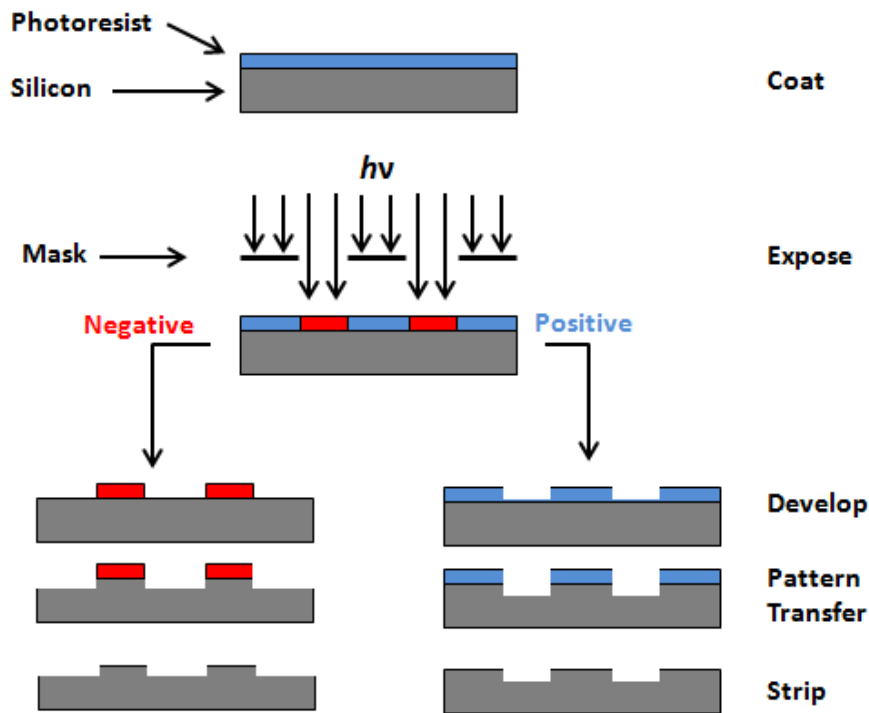 Photoresist
Silicon
Coat
hν
Mask
Expose
Negative
Positive
Develop
Pattern
Transfer
Strip